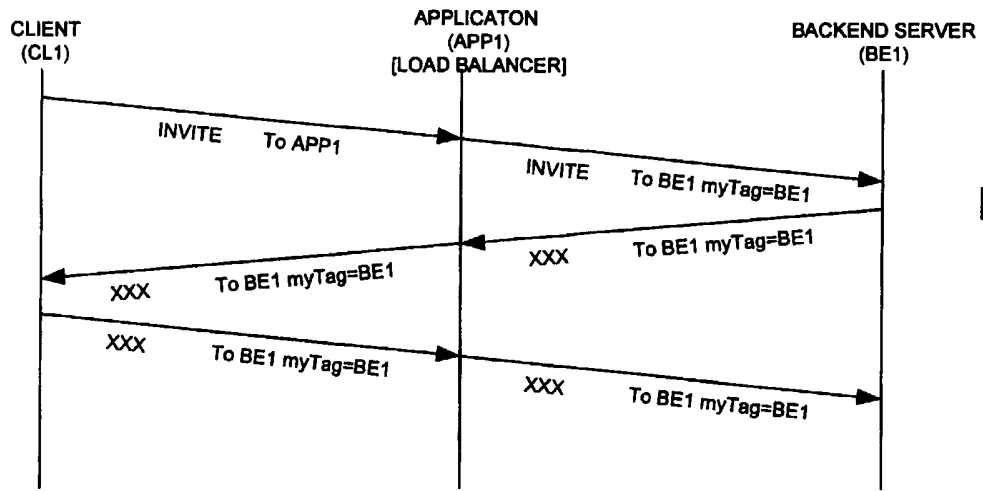 CLIENT
(CL1)
APPLICATON
(APP1)
[LOAD BALANCER]
BACKEND SERVER
(BE1)
INVITE To APP1
INVITE To BE1 myTag=BE1
XXX To BE1 myTag=BE1
XXX To BE1 myTag=BE1
XXX To BE1 myTag=BE1
XXX To BE1 myTag=BE1